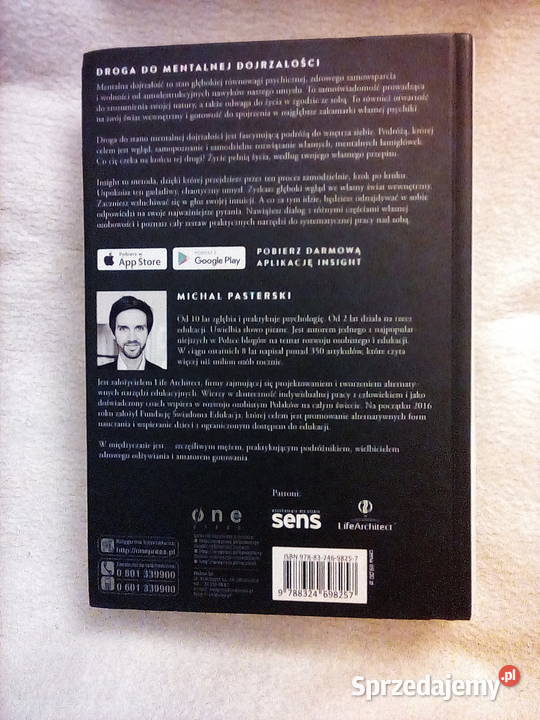 DROGA DO MENTALNEJ DOJRZAŁOŚCI
Mentalna dojrzałość to stan głębokiej równowagi psychicznej, zdrowego samowsparcia
i wolności od autodestrukcyjnych nawyków naszego umysłu. To samoświadomość prowadząca
do zrozumienia swojej natury, a także odwaga do życia w zgodzie ze sobą. To również otwartość
na swój świat wewnętrzny i gotowość do spojrzenia w najgłębsze zakamarki własnej psychiki
Droga do stanu mentalnej dojrzałości jest fascynującą podróżą do wnętrza siebie. Podróżą, której
celem jest wgląd, samopoznanie i samodzielne rozwiązanie własnych, mentalnych łamigłówek.
Co cię czeka na końcu tej drogi? Życie pełnią życia, według swojego własnego przepisu.
Insight to metoda, dzięki której przejdziesz przez ten proces samodzielnie, krok po kroku.
Uspokoisz ten gadatliwy, chaotyczny umysł. Zyskasz głęboki wgląd we własny świat wewnętrzny.
Zaczniesz wsłuchiwać się w głos swojej intuicji. A co za tym idzie, będziesz odnajdywać w sobie
odpowiedzi na swoje najważniejsze pytania. Nawiążesz dialog z różnymi częściami własnej
osobowości i poznasz cały zestaw praktycznych narzędzi do systematycznej pracy nad sobą.
Pobierz w
App Store
POBIERZ Z
Google Play
POBIERZ DARMOWĄ
APLIKACJĘ INSIGHT
MICHAŁ PASTERSKI
Od 10 lat zgłębia i praktykuje psychologię. Od 2 lat działa na rzecz
edukacji. Uwielbia słowo pisane. Jest autorem jednego z najpopular-
niejszych w Polsce blogów na temat rozwoju osobistego i edukacji.
W ciągu ostatnich 8 lat napisał ponad 350 artykułów, które czyta
więcej niż milion osób rocznie.
Jest założycielem Life Architect, firmy zajmującej się projektowaniem i tworzeniem alternaty-
wnych narzędzi edukacyjnych. Wierzy w skuteczność indywidualnej pracy z człowiekiem i jako
doświadczony coach wspiera w rozwoju osobistym Polaków na całym świecie. Na początku 2016
roku założył Fundację Świadoma Edukacja, której celem jest promowanie alternatywnych form
nauczania i wspieranie dzieci z ograniczonym dostępem do edukacji.
W międzyczasie jest... szczęśliwym mężem, praktykującym podróżnikiem, wielbicielem
zdrowego odżywiania i amatorem gotowania.
Patroni:
one
press
psychologia dla ciebie
sens
LifeArchitect
Księgarnia internetowa:
http://onepress.pl
0 801 339900
0 601 339900
ISBN 978-83-246-9825-7
9 788324 698257
Sprzedajemy.pl